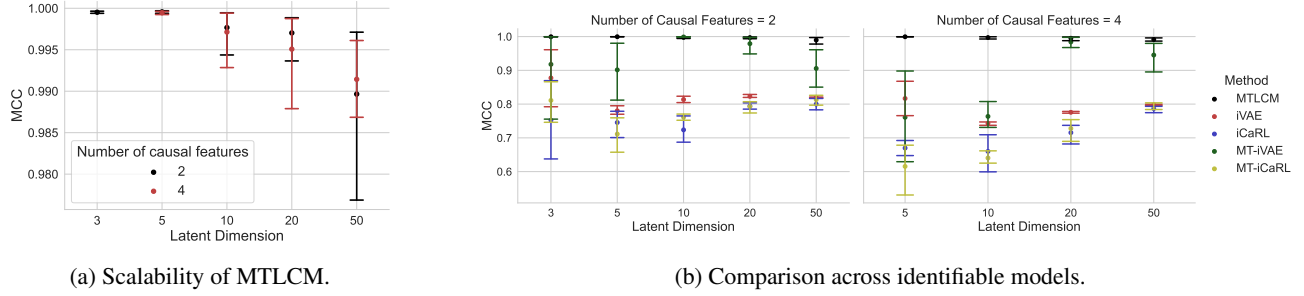 1.000
0.995
0.990
0.985
0.980
MCC
Number of causal features
2
4
3 5 10 20 50
Latent Dimension
(a) Scalability of MTLCM.
Number of Causal Features = 2
Number of Causal Features = 4
1.0
0.9
0.8
0.7
0.6
MCC
3 5 10 20 50
Latent Dimension
5 10 20 50
Latent Dimension
Method
MTLCM
iVAE
iCaRL
MT-iVAE
MT-iCaRL
(b) Comparison across identifiable models.